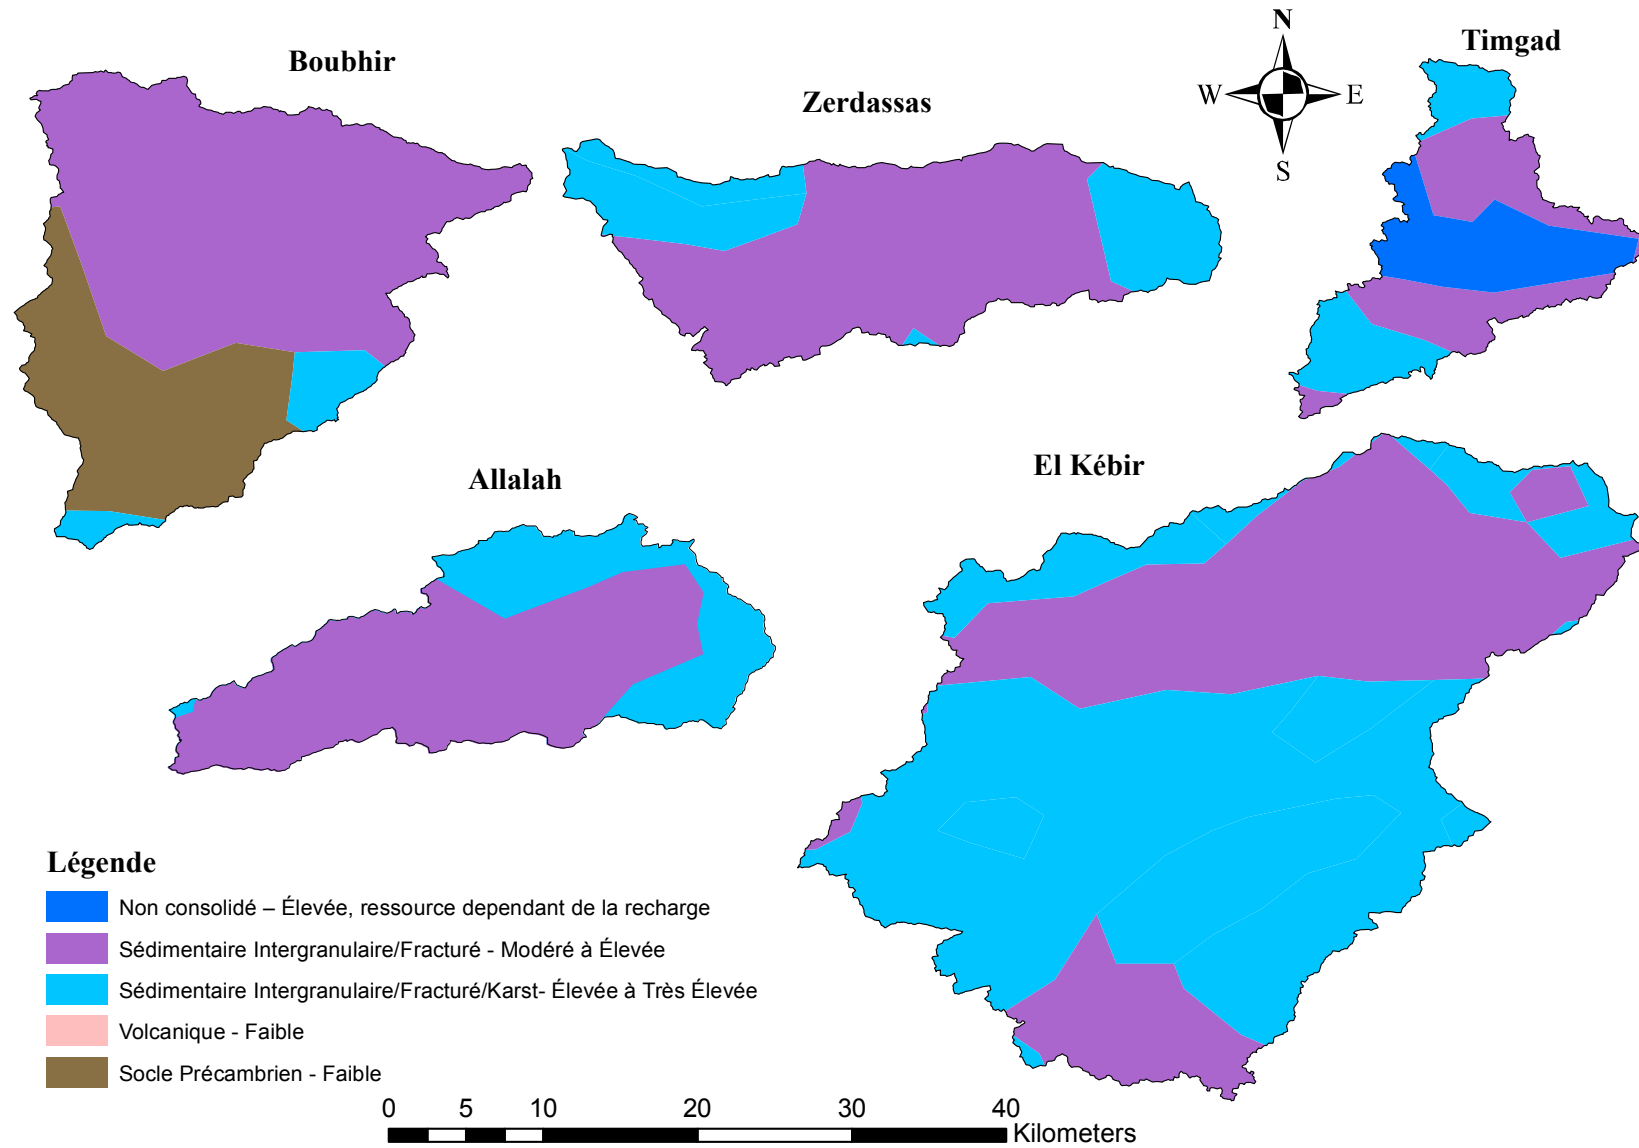 N
Timgad
Boubhir
W
E
Zerdassas
S
El Kébir
Allalah
Légende
Non consolidé – Élevée, ressource dependant de la recharge
Sédimentaire Intergranulaire/Fracturé - Modéré à Élevée
Sédimentaire Intergranulaire/Fracturé/Karst- Élevée à Très Élevée
Volcanique - Faible
Socle Précambrien - Faible
0 5 10 20 30 40
Kilometers